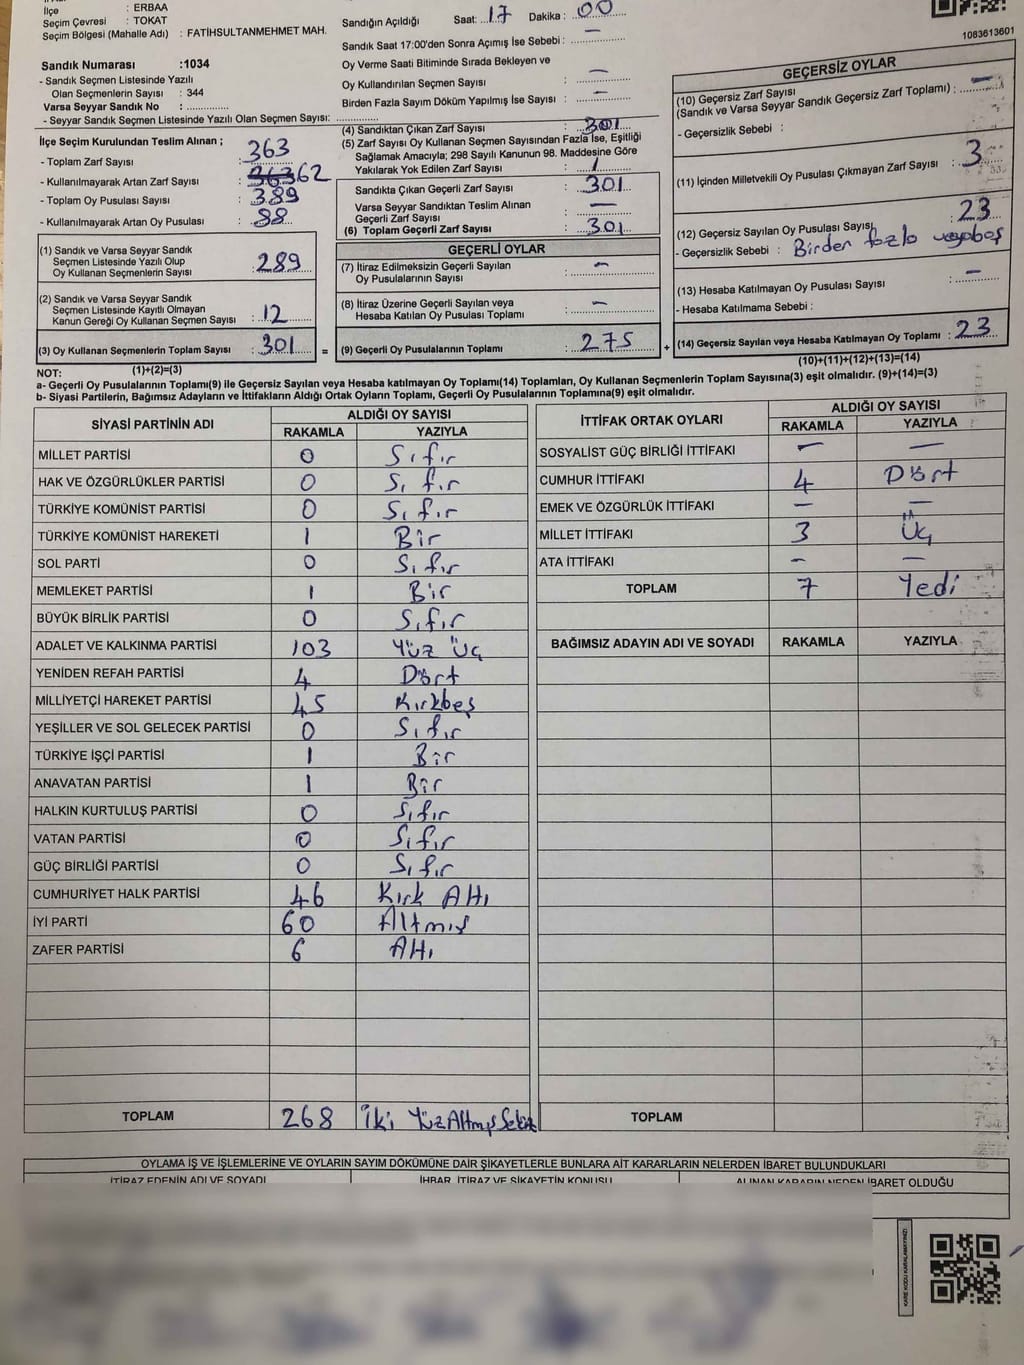 İlçe : ERBAA
Seçim Çevresi : TOKAT
Seçim Bölgesi (Mahalle Adı) : FATİHSULTANMEHMET MAH.
Sandık Numarası :1034
- Sandık Seçmen Listesinde Yazılı
Olan Seçmenlerin Sayısı : 344
Varsa Seyyar Sandık No : ..............
- Seyyar Sandık Seçmen Listesinde Yazılı Olan Seçmen Sayısı: ......................
İlçe Seçim Kurulundan Teslim Alınan ;
- Toplam Zarf Sayısı : 363
- Kullanılmayarak Artan Zarf Sayısı : 62
- Toplam Oy Pusulası Sayısı : 389
- Kullanılmayarak Artan Oy Pusulası : 88
(1) Sandık ve Varsa Seyyar Sandık
Seçmen Listesinde Yazılı Olup
Oy Kullanan Seçmenlerin Sayısı : 289
(2) Sandık ve Varsa Seyyar Sandık
Seçmen Listesinde Kayıtlı Olmayan
Kanun Gereği Oy Kullanan Seçmen Sayısı : 12
(3) Oy Kullanan Seçmenlerin Toplam Sayısı : 301 =
(1)+(2)=(3)
Sandığın Açıldığı Saat: 17 Dakika : 00
Sandık Saat 17:00'den Sonra Açımış İse Sebebi : —
Oy Verme Saati Bitiminde Sırada Bekleyen ve
Oy Kullandırılan Seçmen Sayısı : —
Birden Fazla Sayım Döküm Yapılmış İse Sayısı : —
(4) Sandıktan Çıkan Zarf Sayısı : 301
(5) Zarf Sayısı Oy Kullanan Seçmen Sayısından Fazla İse, Eşitliği
Sağlamak Amacıyla; 298 Sayılı Kanunun 98. Maddesine Göre
Yakılarak Yok Edilen Zarf Sayısı :
Sandıkta Çıkan Geçerli Zarf Sayısı : 301
Varsa Seyyar Sandıktan Teslim Alınan
Geçerli Zarf Sayısı : —
(6) Toplam Geçerli Zarf Sayısı : 301
GEÇERLİ OYLAR
(7) İtiraz Edilmeksizin Geçerli Sayılan
Oy Pusulalarının Sayısı : —
(8) İtiraz Üzerine Geçerli Sayılan veya
Hesaba Katılan Oy Pusulası Toplamı : —
(9) Geçerli Oy Pusulalarının Toplamı : 275 +
1083613601
GEÇERSİZ OYLAR
(10) Geçersiz Zarf Sayısı
(Sandık ve Varsa Seyyar Sandık Geçersiz Zarf Toplamı) : —
- Geçersizlik Sebebi :
(11) İçinden Milletvekili Oy Pusulası Çıkmayan Zarf Sayısı : 3
(12) Geçersiz Sayılan Oy Pusulası Sayısı : 23
- Geçersizlik Sebebi : Birden fazla veyaboş
(13) Hesaba Katılmayan Oy Pusulası Sayısı : —
- Hesaba Katılmama Sebebi :
(14) Geçersiz Sayılan veya Hesaba Katılmayan Oy Toplamı : 23
(10)+(11)+(12)+(13)=(14)
NOT:
a- Geçerli Oy Pusulalarının Toplamı(9) ile Geçersiz Sayılan veya Hesaba katılmayan Oy Toplamı(14) Toplamları, Oy Kullanan Seçmenlerin Toplam Sayısına(3) eşit olmalıdır. (9)+(14)=(3)
b- Siyasi Partilerin, Bağımsız Adayların ve İttifakların Aldığı Ortak Oyların Toplamı, Geçerli Oy Pusulalarının Toplamına(9) eşit olmalıdır.
SİYASİ PARTİNİN ADI ALDIĞI OY SAYISI
RAKAMLA YAZIYLA
MİLLET PARTİSİ 0 Sıfır
HAK VE ÖZGÜRLÜKLER PARTİSİ 0 Sıfır
TÜRKİYE KOMÜNİST PARTİSİ 0 Sıfır
TÜRKİYE KOMÜNİST HAREKETİ 1 Bir
SOL PARTİ 0 Sıfır
MEMLEKET PARTİSİ 1 Bir
BÜYÜK BİRLİK PARTİSİ 0 Sıfır
ADALET VE KALKINMA PARTİSİ 103 Yüz Üç
YENİDEN REFAH PARTİSİ 4 Dört
MİLLİYETÇİ HAREKET PARTİSİ 45 Kırkbeş
YEŞİLLER VE SOL GELECEK PARTİSİ 0 Sıfır
TÜRKİYE İŞÇİ PARTİSİ 1 Bir
ANAVATAN PARTİSİ 1 Bir
HALKIN KURTULUŞ PARTİSİ 0 Sıfır
VATAN PARTİSİ 0 Sıfır
GÜÇ BİRLİĞİ PARTİSİ 0 Sıfır
CUMHURİYET HALK PARTİSİ 46 Kırk Altı
İYİ PARTİ 60 Altmış
ZAFER PARTİSİ 6 Altı
TOPLAM 268 İki YüzAltmışSekiz
İTTİFAK ORTAK OYLARI ALDIĞI OY SAYISI
RAKAMLA YAZIYLA
SOSYALİST GÜÇ BİRLİĞİ İTTİFAKI — —
CUMHUR İTTİFAKI 4 Dört
EMEK VE ÖZGÜRLÜK İTTİFAKI — —
MİLLET İTTİFAKI 3 Üç
ATA İTTİFAKI — —
TOPLAM 7 Yedi
BAĞIMSIZ ADAYIN ADI VE SOYADI RAKAMLA YAZIYLA
TOPLAM
OYLAMA İŞ VE İŞLEMLERİNE VE OYLARIN SAYIM DÖKÜMÜNE DAİR ŞİKAYETLERLE BUNLARA AİT KARARLARIN NELERDEN İBARET BULUNDUKLARI
İTİRAZ EDENİN ADI VE SOYADI İHBAR, İTİRAZ VE ŞİKAYETİN KONUSU ALINAN KARARIN NEDEN İBARET OLDUĞU
KARE KODU KARALAMAYINIZ!